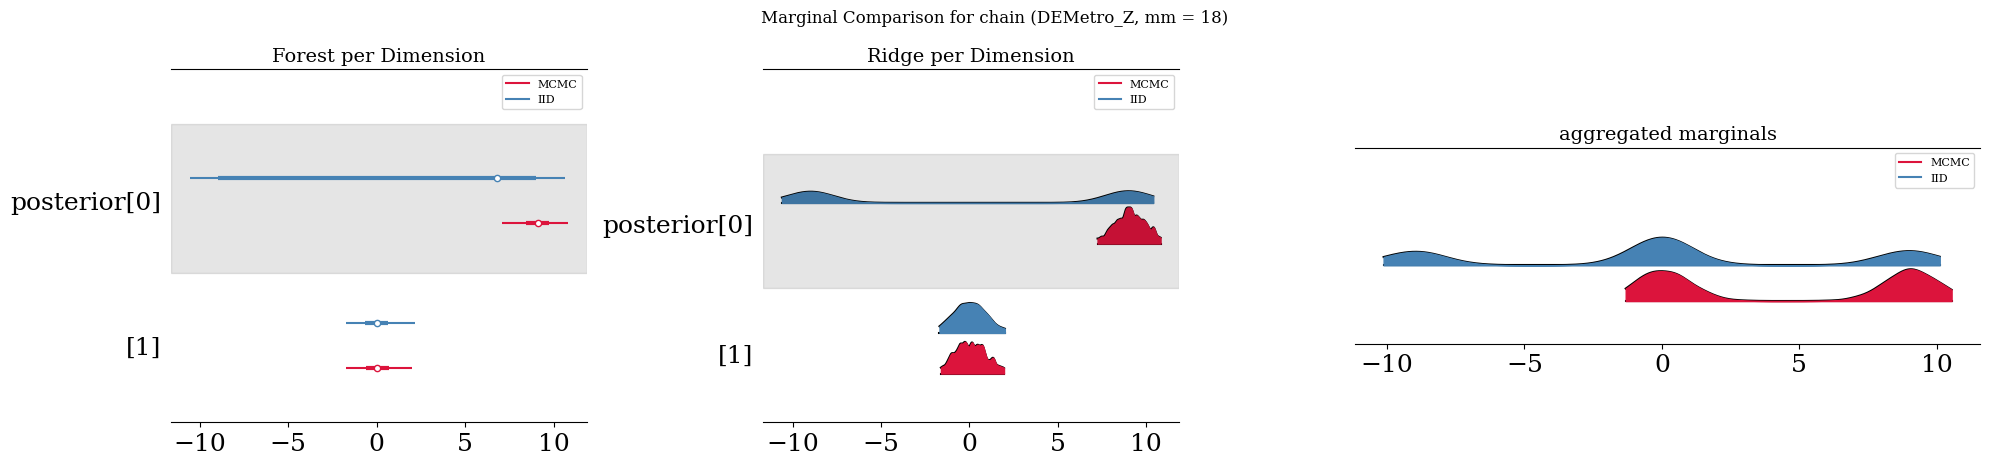 Marginal Comparison for chain (DEMetro_Z, mm = 18)
Forest per Dimension
MCMC
IID
posterior[0]
[1]
−10 −5 0 5 10
Ridge per Dimension
MCMC
IID
posterior[0]
[1]
−10 −5 0 5 10
aggregated marginals
MCMC
IID
−10 −5 0 5 10